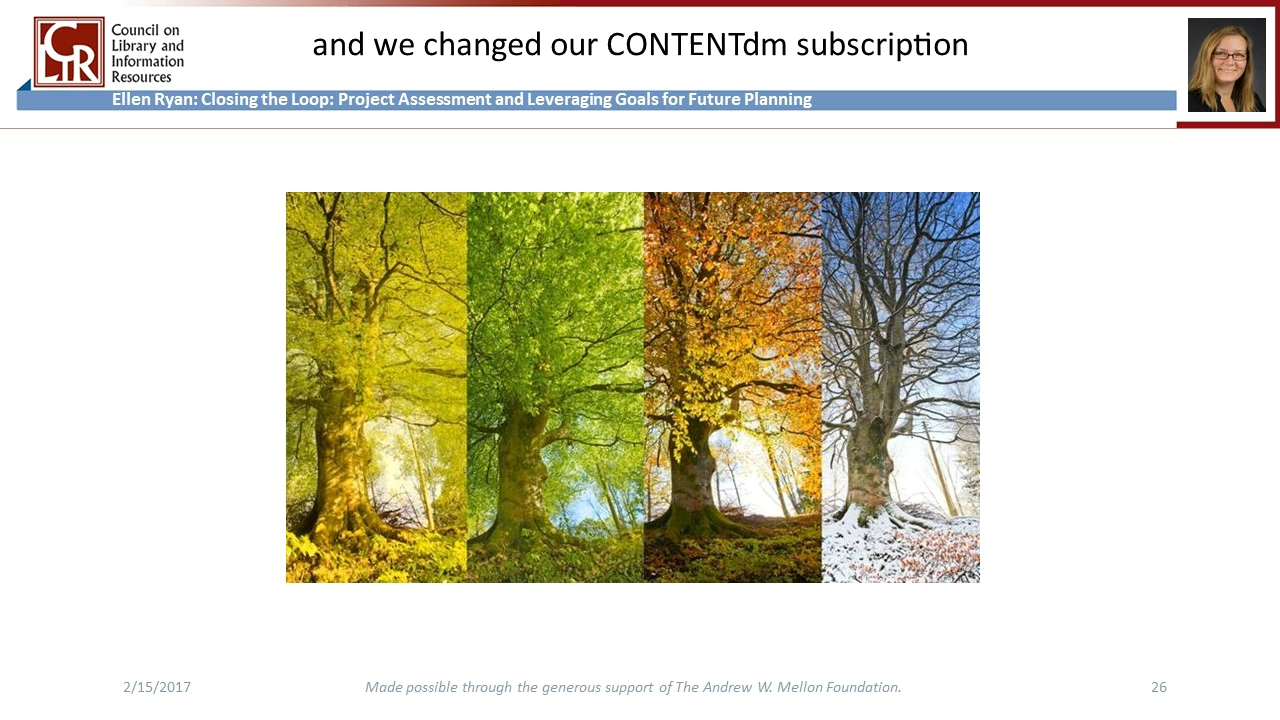 CLIR
Council on
Library and
Information
Resources
and we changed our CONTENTdm subscription
Ellen Ryan: Closing the Loop: Project Assessment and Leveraging Goals for Future Planning
2/15/2017
Made possible through the generous support of The Andrew W. Mellon Foundation.
26